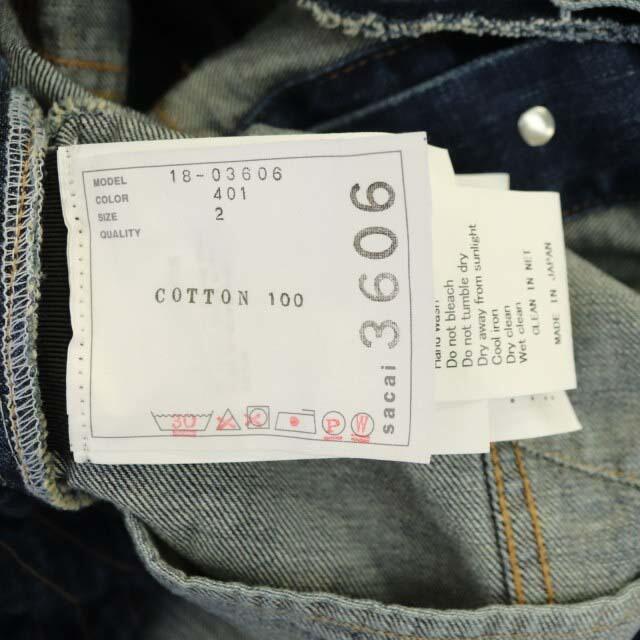 MODEL 18-03606
COLOR 401
SIZE 2
QUALITY
COTTON 100
30
P W
sacai 3606
Hand wash
Do not bleach
Do not tumble dry
Dry away from sunlight
Cool iron
Dry clean
Wet clean
CLEAN IN NET
MADE IN JAPAN